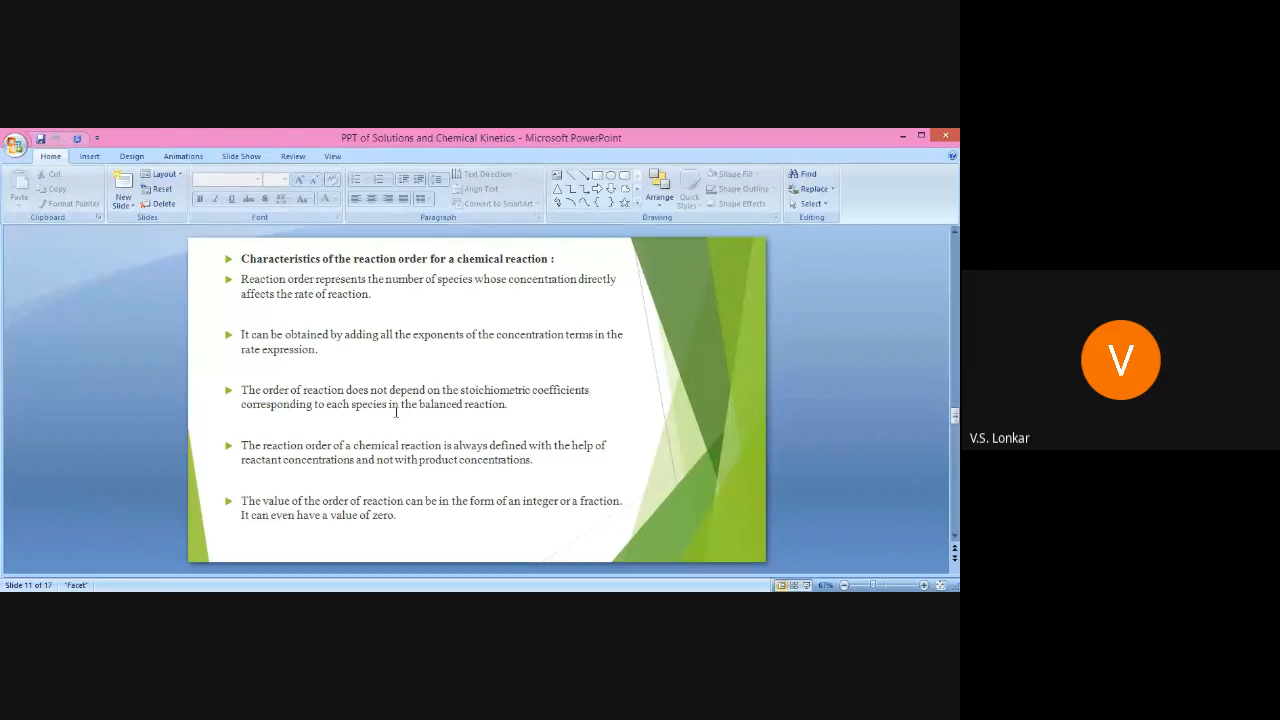 PPT of Solutions and Chemical Kinetics - Microsoft PowerPoint
Home Insert Design Animations Slide Show Review View
Paste
Cut
Copy
Format Painter
Clipboard
New Slide
Layout
Reset
Delete
Slides
B I U abc S AV Aa A
Font
Text Direction
Align Text
Convert to SmartArt
Paragraph
Arrange
Quick Styles
Shape Fill
Shape Outline
Shape Effects
Drawing
Find
Replace
Select
Editing
Characteristics of the reaction order for a chemical reaction :
Reaction order represents the number of species whose concentration directly
affects the rate of reaction.
It can be obtained by adding all the exponents of the concentration terms in the
rate expression.
The order of reaction does not depend on the stoichiometric coefficients
corresponding to each species in the balanced reaction.
The reaction order of a chemical reaction is always defined with the help of
reactant concentrations and not with product concentrations.
The value of the order of reaction can be in the form of an integer or a fraction.
It can even have a value of zero.
Slide 11 of 17 "Facet" 67%
V
V.S. Lonkar